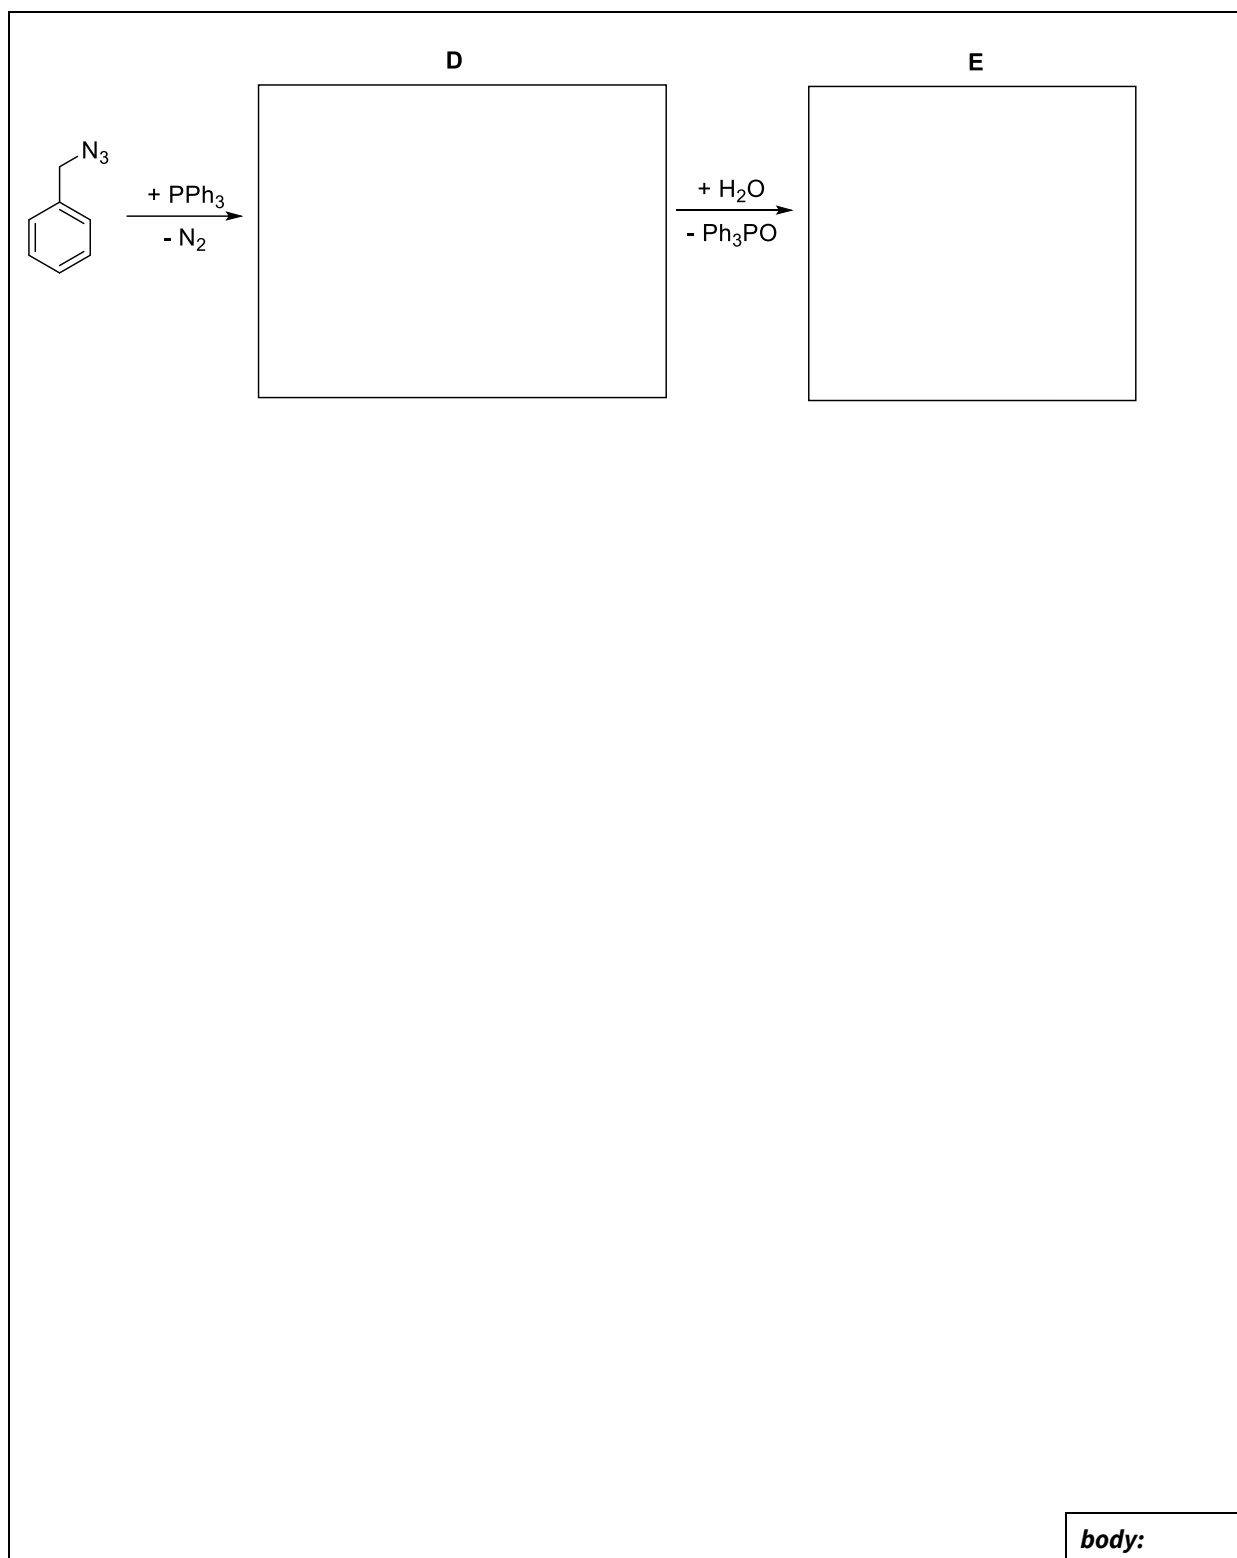 D
E
N₃
+ PPh₃
- N₂
+ H₂O
- Ph₃PO
body: